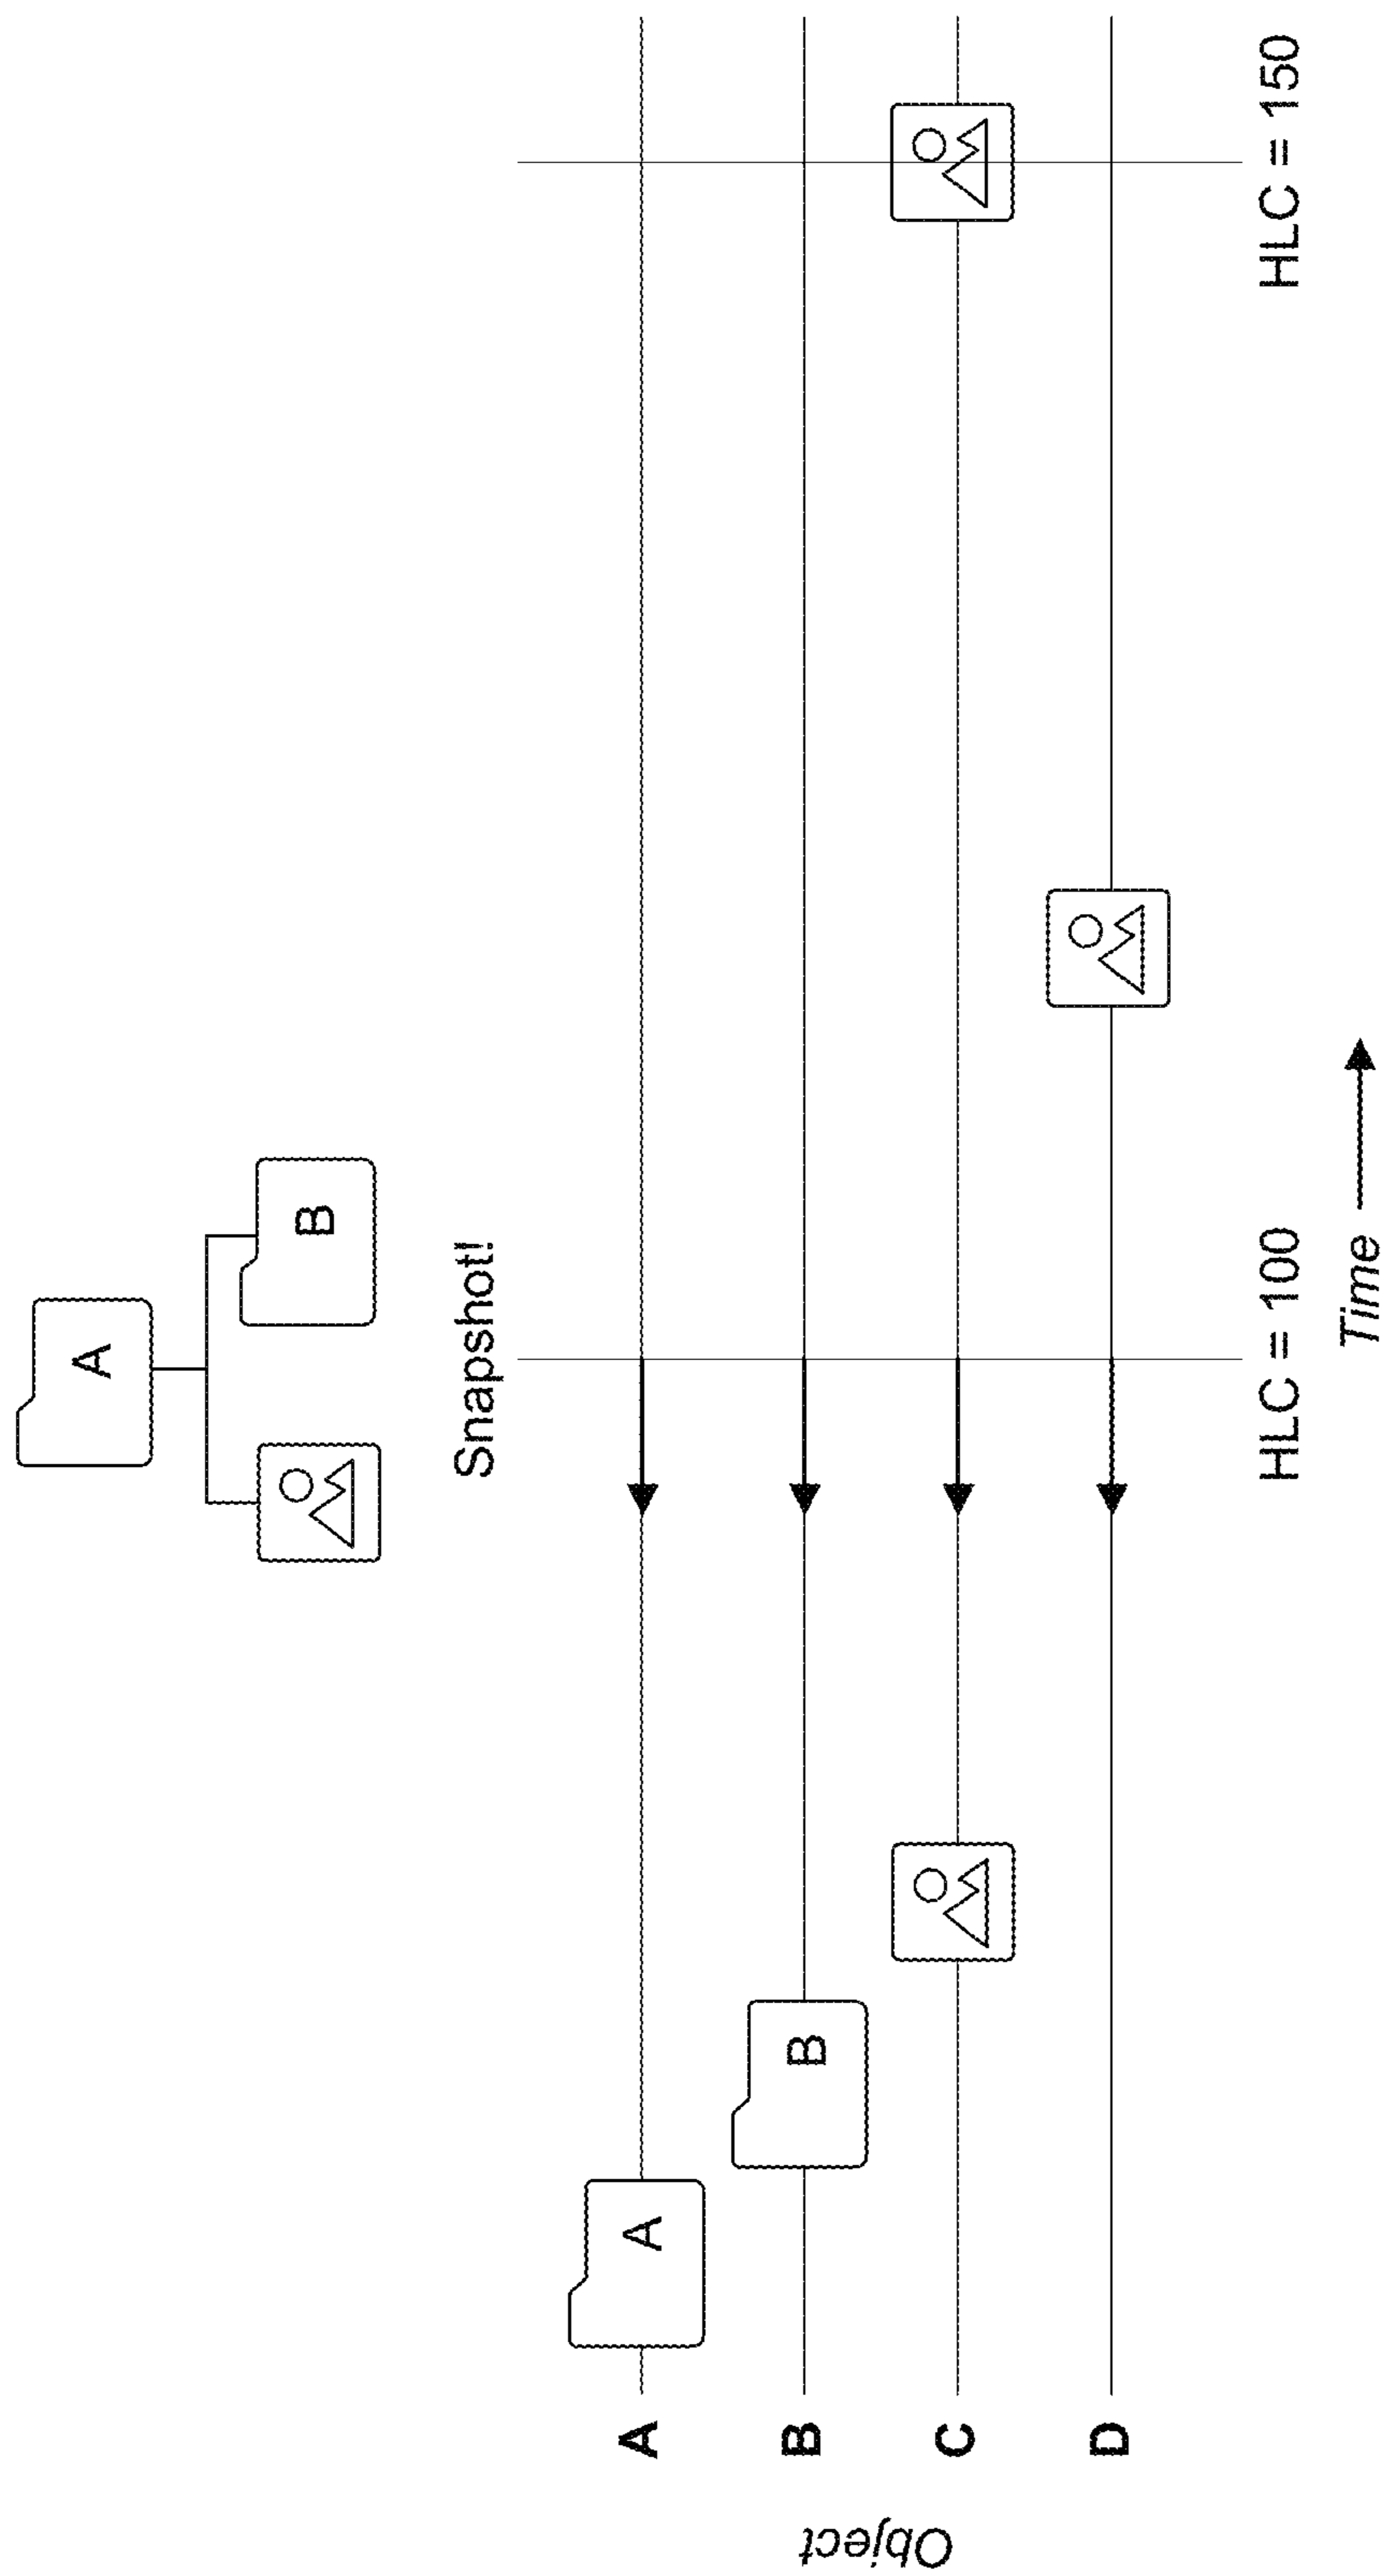 A
B
Snapshot!
Object
A
A
B
B
C
D
HLC = 100
HLC = 150
Time